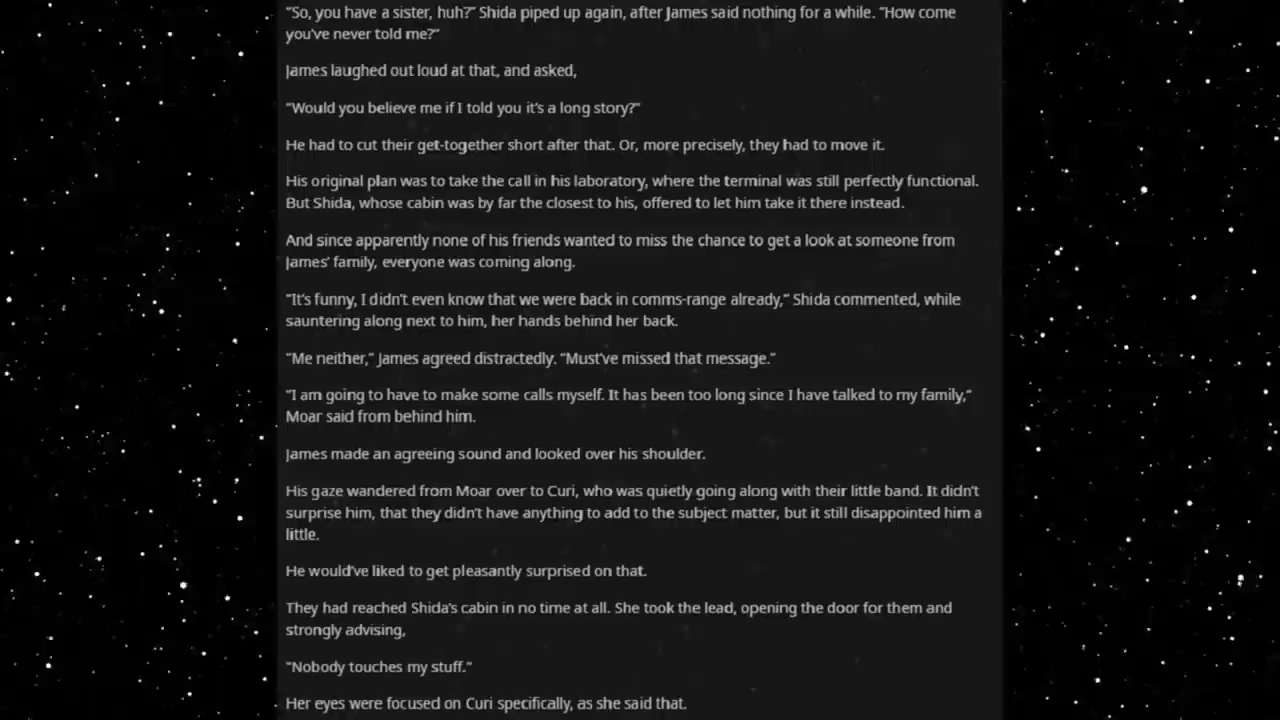 “So, you have a sister, huh?” Shida piped up again, after James said nothing for a while. “How come
you’ve never told me?”
James laughed out loud at that, and asked,
“Would you believe me if I told you it’s a long story?”
He had to cut their get-together short after that. Or, more precisely, they had to move it.
His original plan was to take the call in his laboratory, where the terminal was still perfectly functional.
But Shida, whose cabin was by far the closest to his, offered to let him take it there instead.
And since apparently none of his friends wanted to miss the chance to get a look at someone from
James’ family, everyone was coming along.
“It’s funny, I didn’t even know that we were back in comms-range already,” Shida commented, while
sauntering along next to him, her hands behind her back.
“Me neither,” James agreed distractedly. “Must’ve missed that message.”
“I am going to have to make some calls myself. It has been too long since I have talked to my family,”
Moar said from behind him.
James made an agreeing sound and looked over his shoulder.
His gaze wandered from Moar over to Curi, who was quietly going along with their little band. It didn’t
surprise him, that they didn’t have anything to add to the subject matter, but it still disappointed him a
little.
He would’ve liked to get pleasantly surprised on that.
They had reached Shida’s cabin in no time at all. She took the lead, opening the door for them and
strongly advising,
“Nobody touches my stuff.”
Her eyes were focused on Curi specifically, as she said that.